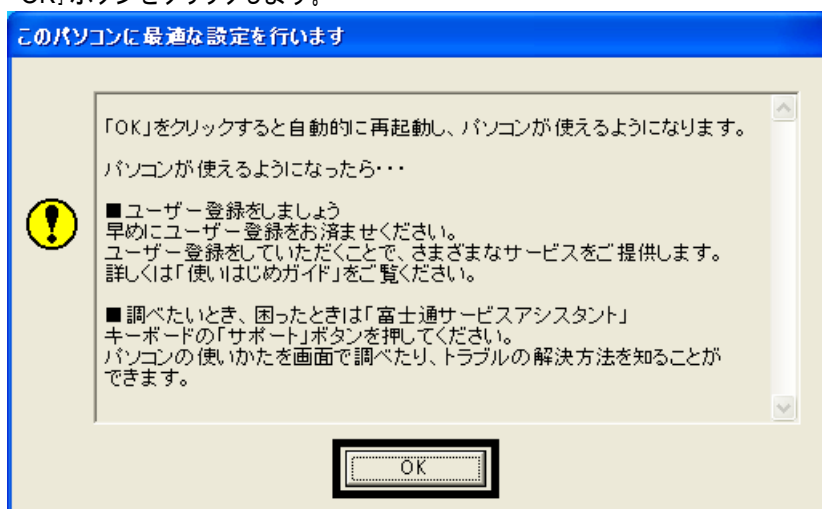 OK]ボタンをクリックします。
このパソコンに最適な設定を行います
「OK」をクリックすると自動的に再起動し、パソコンが使えるようになります。
パソコンが使えるようになったら・・・
■ユーザー登録をしましょう
早めにユーザー登録をお済ませください。
ユーザー登録をしていただくことで、さまざまなサービスをご提供します。
詳しくは「使いはじめガイド」をご覧ください。
■調べたいとき、困ったときは「富士通サービスアシスタント」
キーボードの「サポート」ボタンを押してください。
パソコンの使いかたを画面で調べたり、トラブルの解決方法を知ることが
できます。
OK